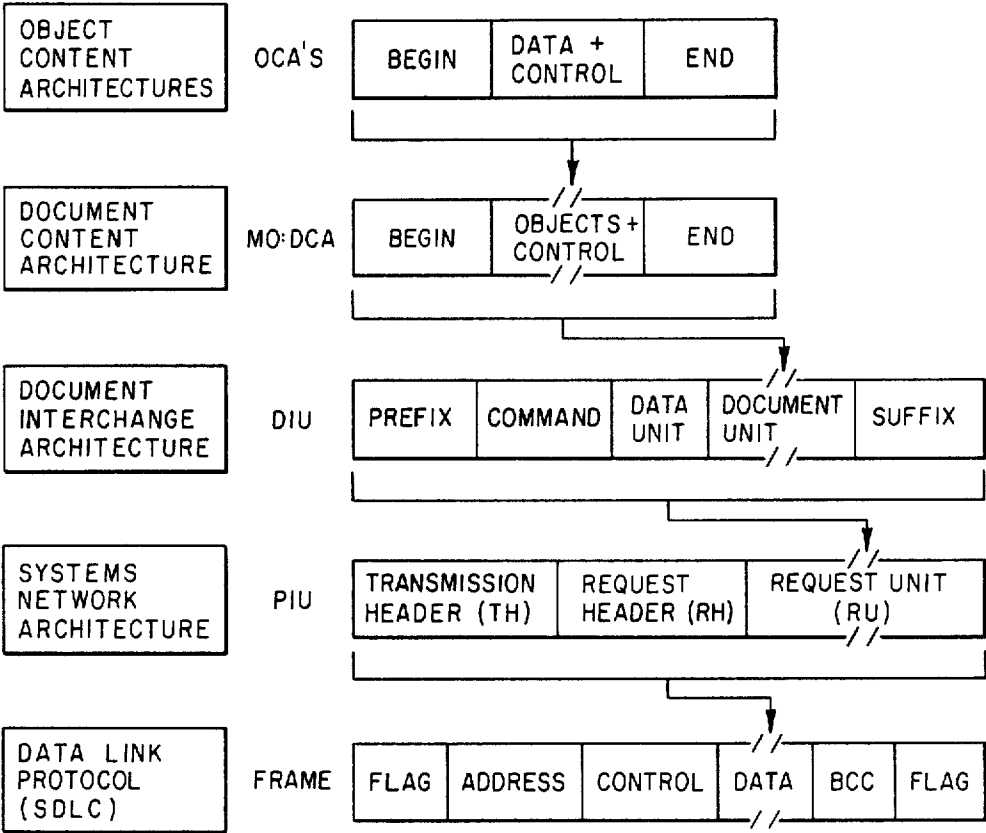 OBJECT
CONTENT
ARCHITECTURES
OCA'S
BEGIN
DATA +
CONTROL
END
DOCUMENT
CONTENT
ARCHITECTURE
MO:DCA
BEGIN
OBJECTS+
CONTROL
END
DOCUMENT
INTERCHANGE
ARCHITECTURE
DIU
PREFIX
COMMAND
DATA
UNIT
DOCUMENT
UNIT
SUFFIX
SYSTEMS
NETWORK
ARCHITECTURE
PIU
TRANSMISSION
HEADER (TH)
REQUEST
HEADER (RH)
REQUEST UNIT
(RU)
DATA LINK
PROTOCOL
(SDLC)
FRAME
FLAG
ADDRESS
CONTROL
DATA
BCC
FLAG